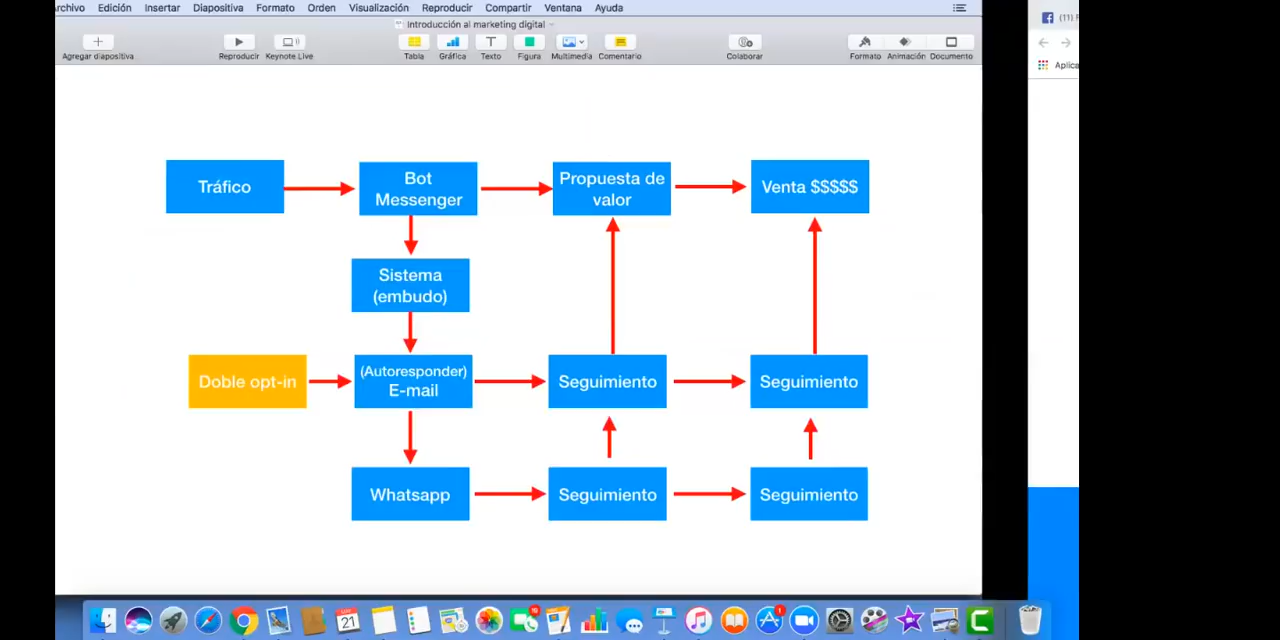 rchivo Edición Insertar Diapositiva Formato Orden Visualización Reproducir Compartir Ventana Ayuda
Introducción al marketing digital
(11)
Agregar diapositiva Reproducir Keynote Live Tabla Gráfica Texto Figura Multimedia Comentario Colaborar Formato Animación Documento
Aplica
Tráfico
Bot
Messenger
Propuesta de
valor
Venta $$$$$
Sistema
(embudo)
Doble opt-in
(Autoresponder)
E-mail
Seguimiento
Seguimiento
Whatsapp
Seguimiento
Seguimiento
21